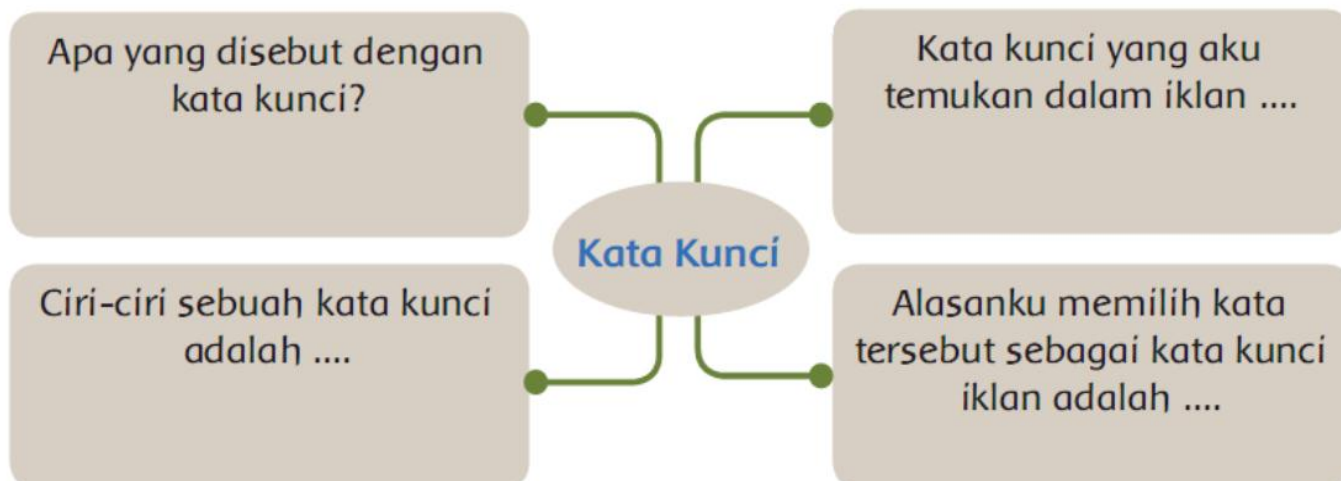 Apa yang disebut dengan
kata kunci?
Kata kunci yang aku
temukan dalam iklan ....
Kata Kunci
Ciri-ciri sebuah kata kunci
adalah ....
Alasanku memilih kata
tersebut sebagai kata kunci
iklan adalah ....